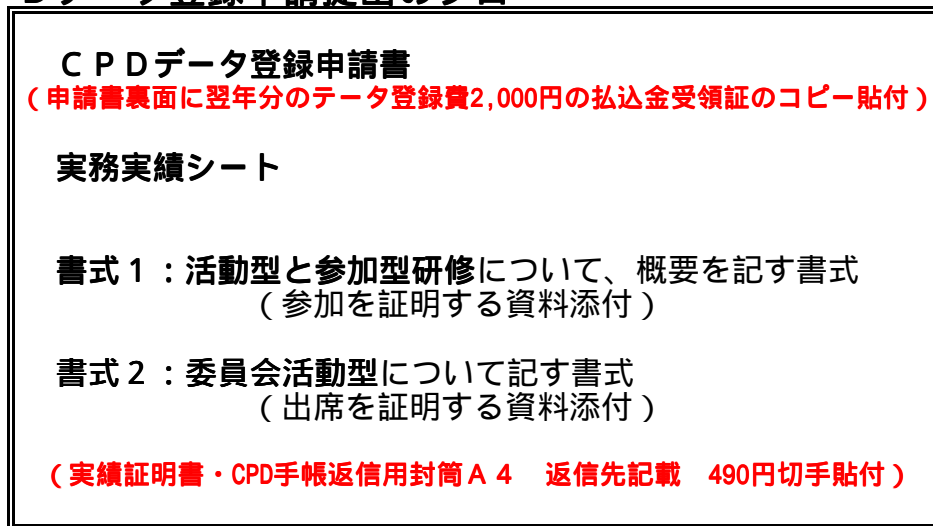 ＣＰＤデータ登録申請書
（申請書裏面に翌年分のテータ登録費2,000円の払込金受領証のコピー貼付）
実務実績シート
書式１：活動型と参加型研修について、概要を記す書式
（参加を証明する資料添付）
書式２：委員会活動型について記す書式
（出席を証明する資料添付）
（実績証明書・CPD手帳返信用封筒Ａ４　返信先記載　490円切手貼付）